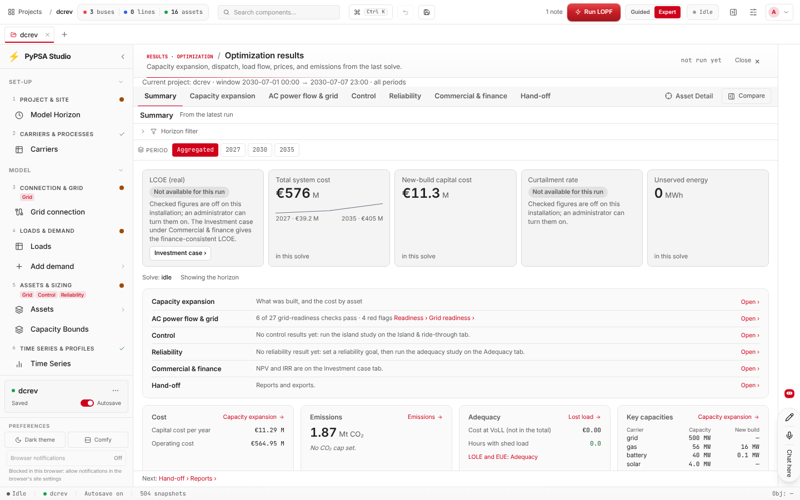 Projects / dcrev 3 buses 0 lines 16 assets Search components... ⌘ Ctrl K 1 note Run LOPF Guided Expert Idle A
dcrev × +
PyPSA Studio
SET-UP
1 PROJECT & SITE
Model Horizon
2 CARRIERS & PROCESSES
Carriers
MODEL
3 CONNECTION & GRID
Grid
Grid connection
4 LOADS & DEMAND
Loads
Add demand
5 ASSETS & SIZING
Grid Control Reliability
Assets
Capacity Bounds
6 TIME SERIES & PROFILES
Time Series
dcrev
Saved Autosave
PREFERENCES
Dark theme Comfy
Browser notifications Off
Blocked in this browser: allow notifications in the browser's site settings
RESULTS · OPTIMIZATION / Optimization results
Capacity expansion, dispatch, load flow, prices, and emissions from the last solve.
not run yet Close ×
Current project: dcrev · window 2030-07-01 00:00 → 2030-07-07 23:00 · all periods
Summary Capacity expansion AC power flow & grid Control Reliability Commercial & finance Hand-off Asset Detail Compare
Summary From the latest run
Horizon filter
PERIOD Aggregated 2027 2030 2035
LCOE (real)
Not available for this run
Checked figures are off on this installation; an administrator can turn them on. The Investment case under Commercial & finance gives the finance-consistent LCOE.
Investment case ›
Total system cost
€576 M
2027 · €39.2 M 2035 · €405 M
in this solve
New-build capital cost
€11.3 M
in this solve
Curtailment rate
Not available for this run
Checked figures are off on this installation; an administrator can turn them on.
Unserved energy
0 MWh
in this solve
Solve: idle Showing the horizon
Capacity expansion What was built, and the cost by asset Open ›
AC power flow & grid 6 of 27 grid-readiness checks pass · 4 red flags Readiness › Grid readiness › Open ›
Control No control results yet: run the island study on the Island & ride-through tab. Open ›
Reliability No reliability result yet: set a reliability goal, then run the adequacy study on the Adequacy tab. Open ›
Commercial & finance NPV and IRR are on the Investment case tab. Open ›
Hand-off Reports and exports. Open ›
Cost Capacity expansion →
Capital cost per year €11.29 M
Operating cost €564.95 M
Emissions Emissions →
1.87 Mt CO₂
No CO₂ cap set.
Adequacy Lost load →
Cost at VoLL (not in the total) €0.00
Hours with shed load 0.0
LOLE and EUE: Adequacy
Key capacities Capacity expansion →
Carrier Capacity New build
grid 500 MW —
gas 56 MW 16 MW
battery 40 MW 0.1 MW
solar 4.0 MW —
Chat here
Next: Hand-off › Reports ›
Idle dcrev Autosave on 504 snapshots Obj: —